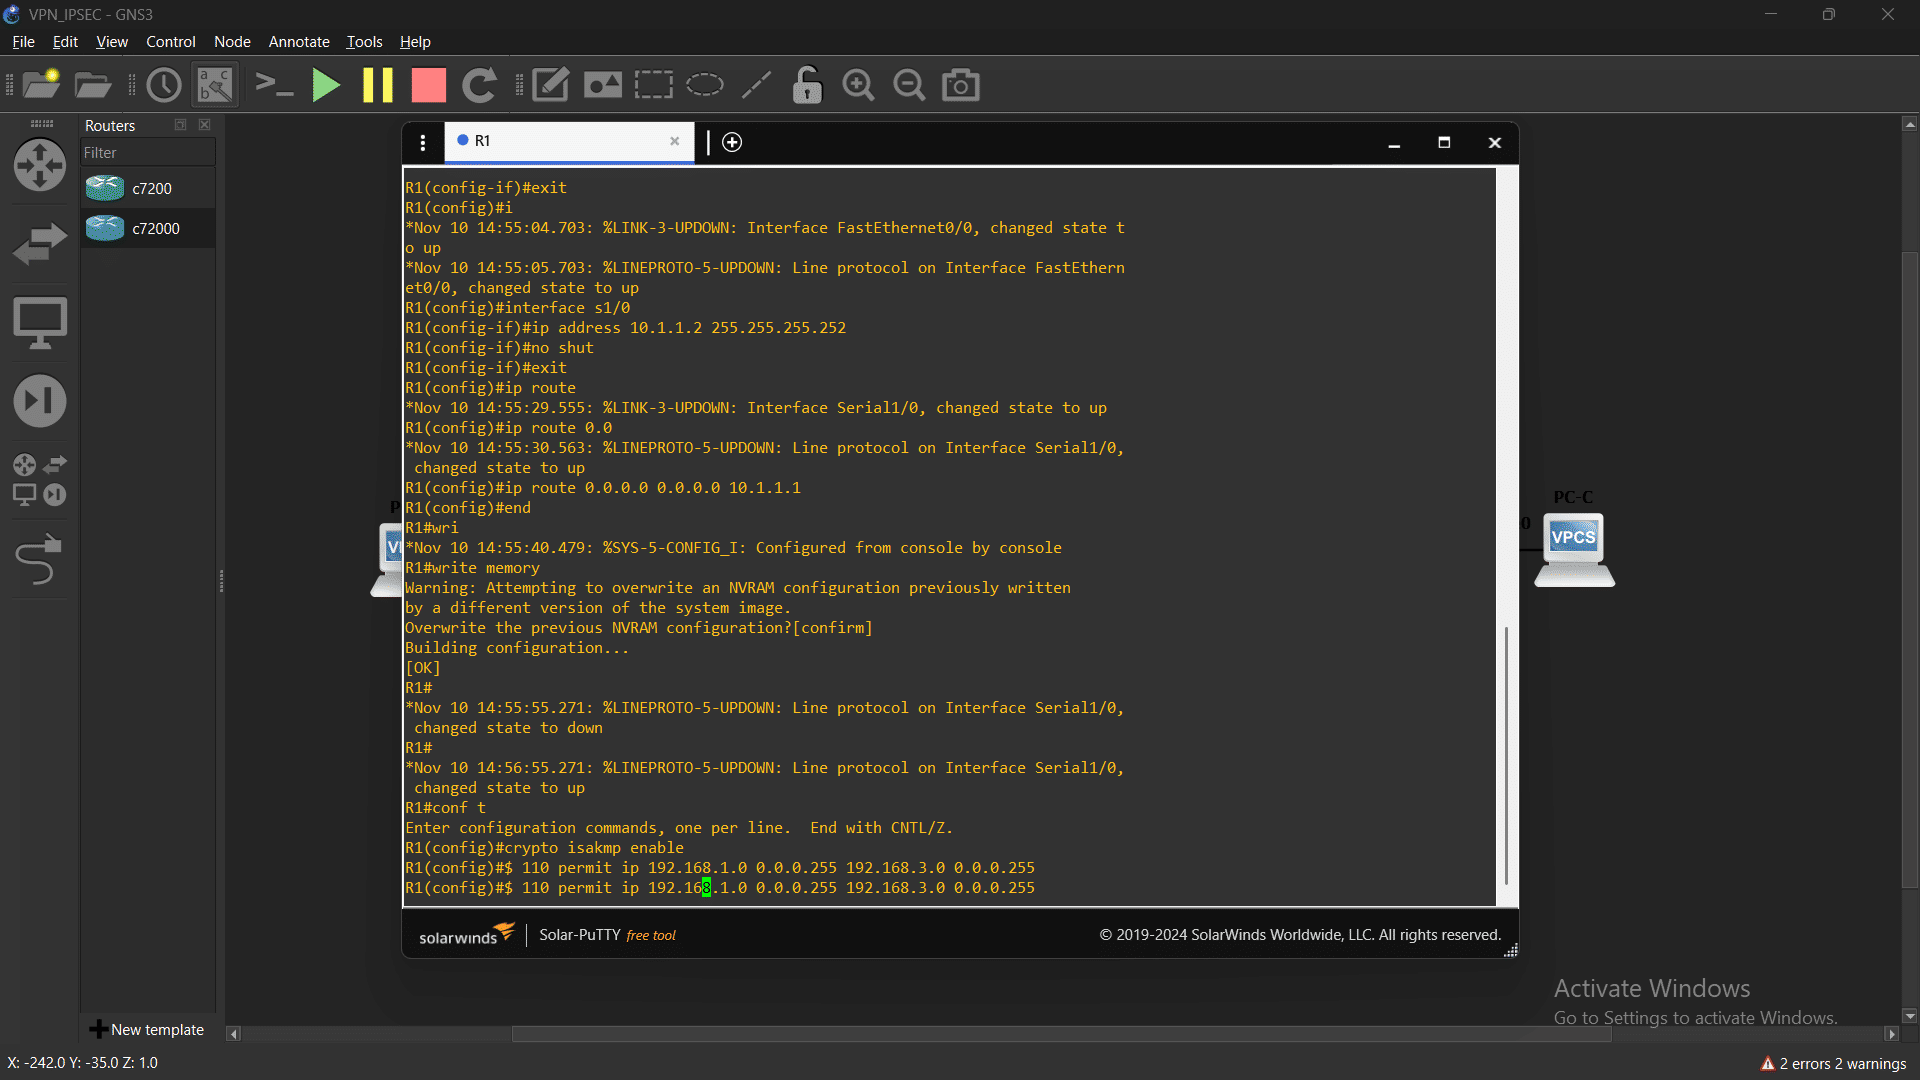 VPN_IPSEC - GNS3
File Edit View Control Node Annotate Tools Help
Routers
Filter
c7200
c72000
New template
R1
R1(config-if)#exit
R1(config)#i
*Nov 10 14:55:04.703: %LINK-3-UPDOWN: Interface FastEthernet0/0, changed state t
o up
*Nov 10 14:55:05.703: %LINEPROTO-5-UPDOWN: Line protocol on Interface FastEthern
et0/0, changed state to up
R1(config)#interface s1/0
R1(config-if)#ip address 10.1.1.2 255.255.255.252
R1(config-if)#no shut
R1(config-if)#exit
R1(config)#ip route
*Nov 10 14:55:29.555: %LINK-3-UPDOWN: Interface Serial1/0, changed state to up
R1(config)#ip route 0.0
*Nov 10 14:55:30.563: %LINEPROTO-5-UPDOWN: Line protocol on Interface Serial1/0,
changed state to up
R1(config)#ip route 0.0.0.0 0.0.0.0 10.1.1.1
R1(config)#end
R1#wri
*Nov 10 14:55:40.479: %SYS-5-CONFIG_I: Configured from console by console
R1#write memory
Warning: Attempting to overwrite an NVRAM configuration previously written
by a different version of the system image.
Overwrite the previous NVRAM configuration?[confirm]
Building configuration...
[OK]
R1#
*Nov 10 14:55:55.271: %LINEPROTO-5-UPDOWN: Line protocol on Interface Serial1/0,
changed state to down
R1#
*Nov 10 14:56:55.271: %LINEPROTO-5-UPDOWN: Line protocol on Interface Serial1/0,
changed state to up
R1#conf t
Enter configuration commands, one per line.  End with CNTL/Z.
R1(config)#crypto isakmp enable
R1(config)#$ 110 permit ip 192.168.1.0 0.0.0.255 192.168.3.0 0.0.0.255
R1(config)#$ 110 permit ip 192.168.1.0 0.0.0.255 192.168.3.0 0.0.0.255
solarwinds Solar-PuTTY free tool
© 2019-2024 SolarWinds Worldwide, LLC. All rights reserved.
P
VP
PC-C
0
VPCS
Activate Windows
Go to Settings to activate Windows.
X: -242.0 Y: -35.0 Z: 1.0
2 errors 2 warnings